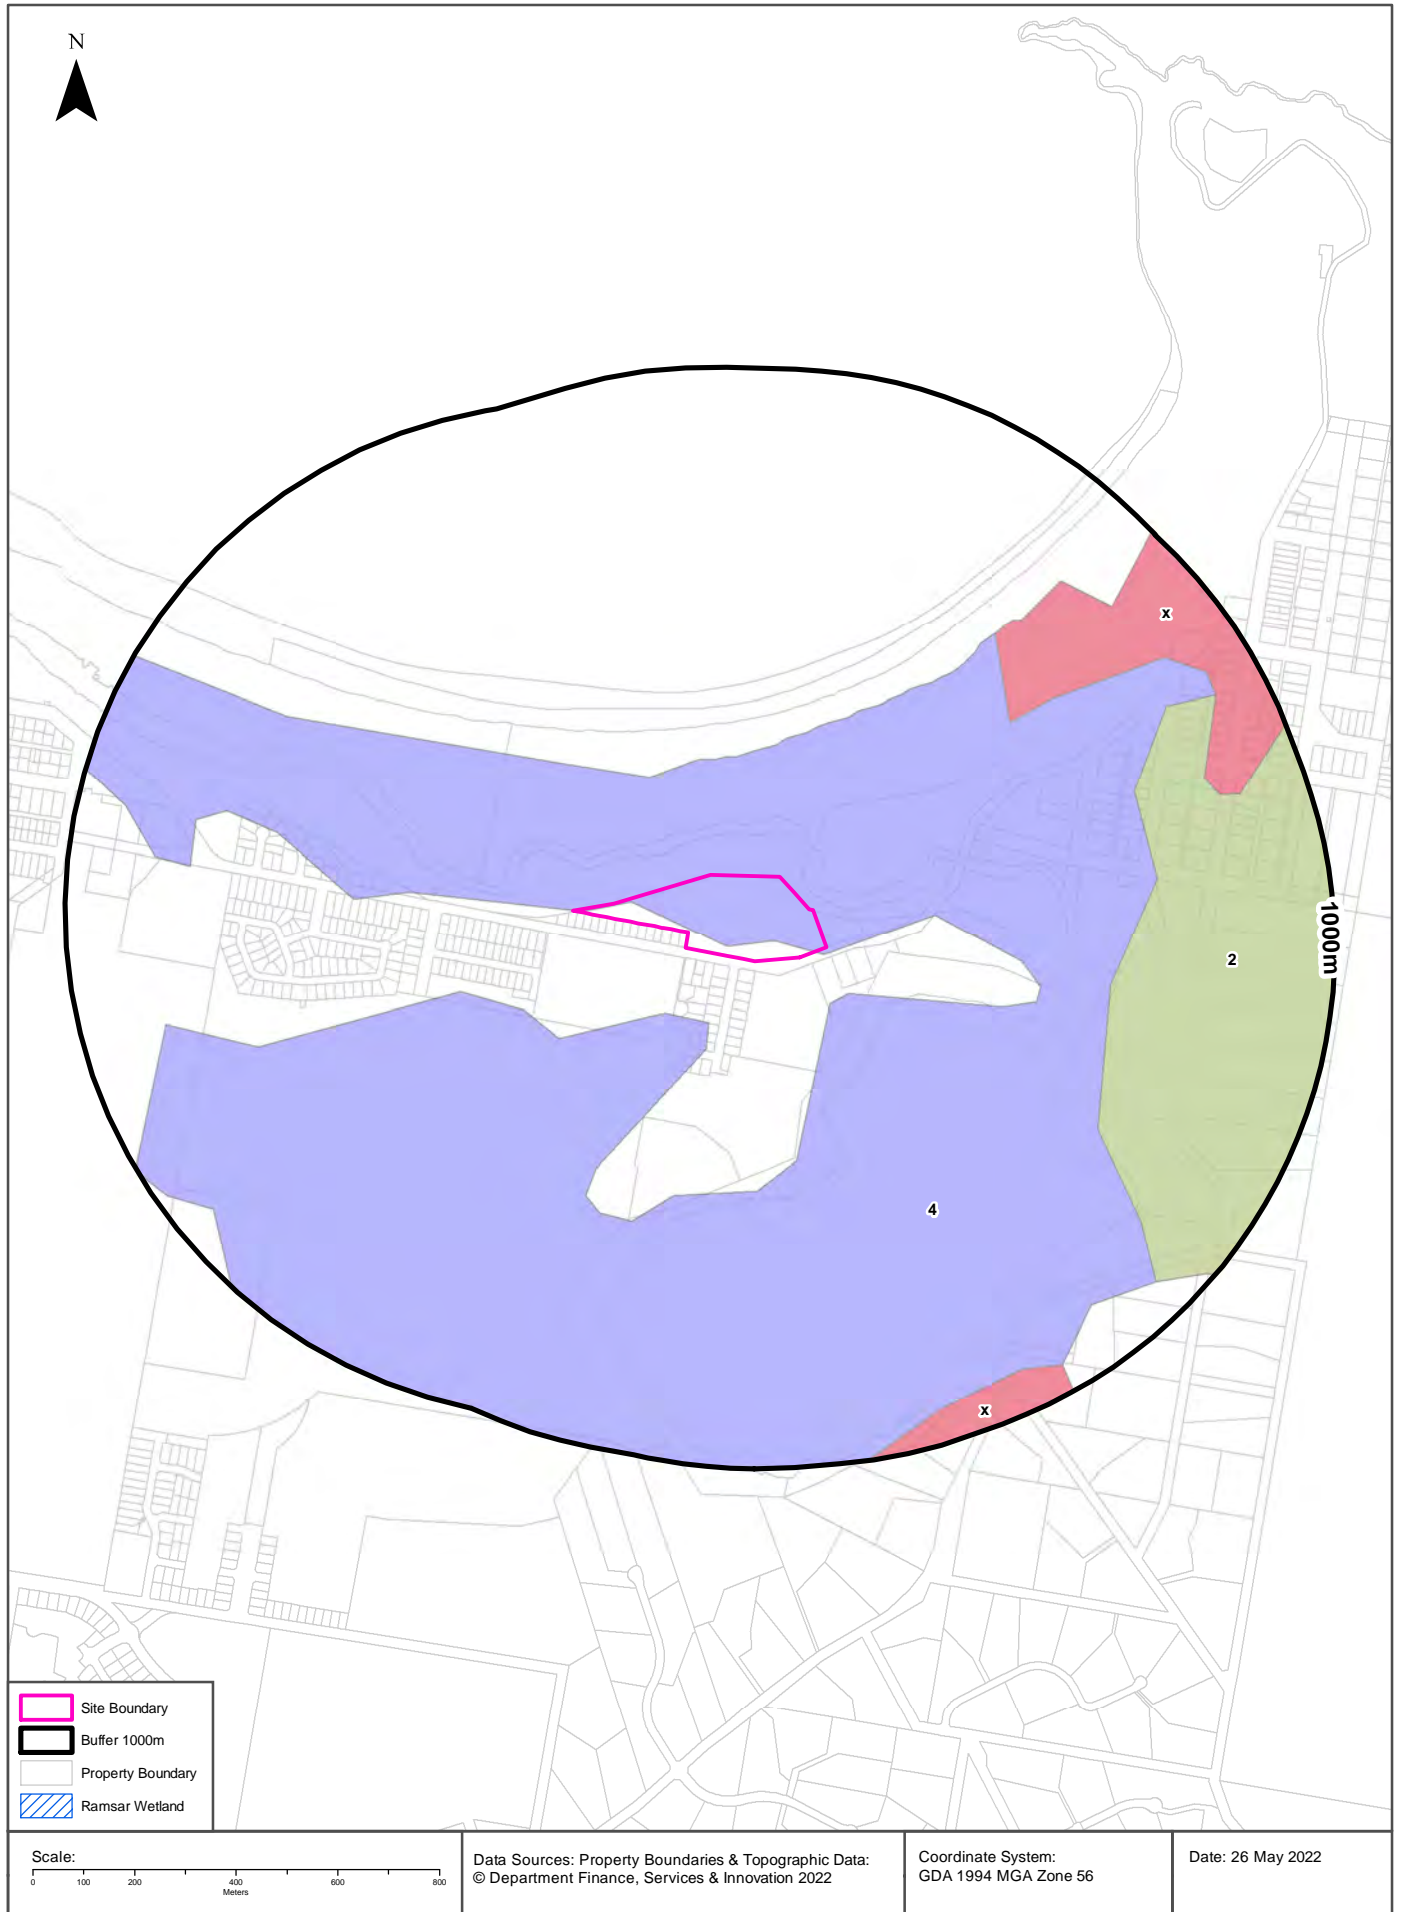 N
x
1000m
2
4
x
Site Boundary
Buffer 1000m
Property Boundary
Ramsar Wetland
Scale:
0 100 200 400 600 800
Meters
Data Sources: Property Boundaries & Topographic Data:
© Department Finance, Services & Innovation 2022
Coordinate System:
GDA 1994 MGA Zone 56
Date: 26 May 2022